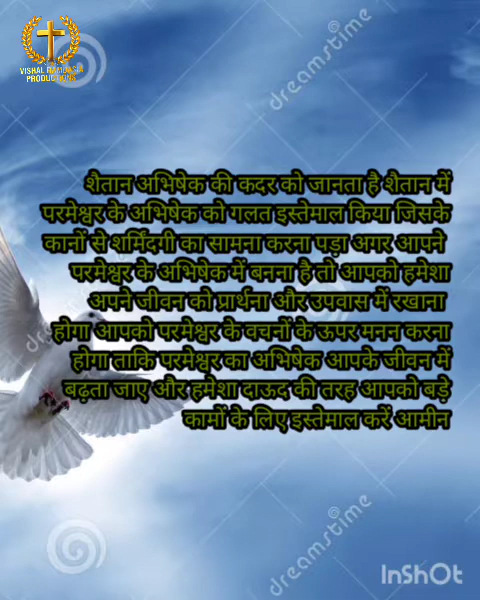 VISHAL RAMDASIA
PRODUCTIONS
dreamstime
शैतान अभिषेक की कदर को जानता है शैतान में
परमेश्वर के अभिषेक को गलत इस्तेमाल किया जिसके
कानों से शर्मिंदगी का सामना करना पड़ा अगर आपने
परमेश्वर के अभिषेक में बनना है तो आपको हमेशा
अपने जीवन को प्रार्थना और उपवास में रखाना
होगा आपको परमेश्वर के वचनों के ऊपर मनन करना
होगा ताकि परमेश्वर का अभिषेक आपके जीवन में
बढ़ता जाए और हमेशा दाऊद की तरह आपको बड़े
कामों के लिए इस्तेमाल करें आमीन
dreamstime
InShOt